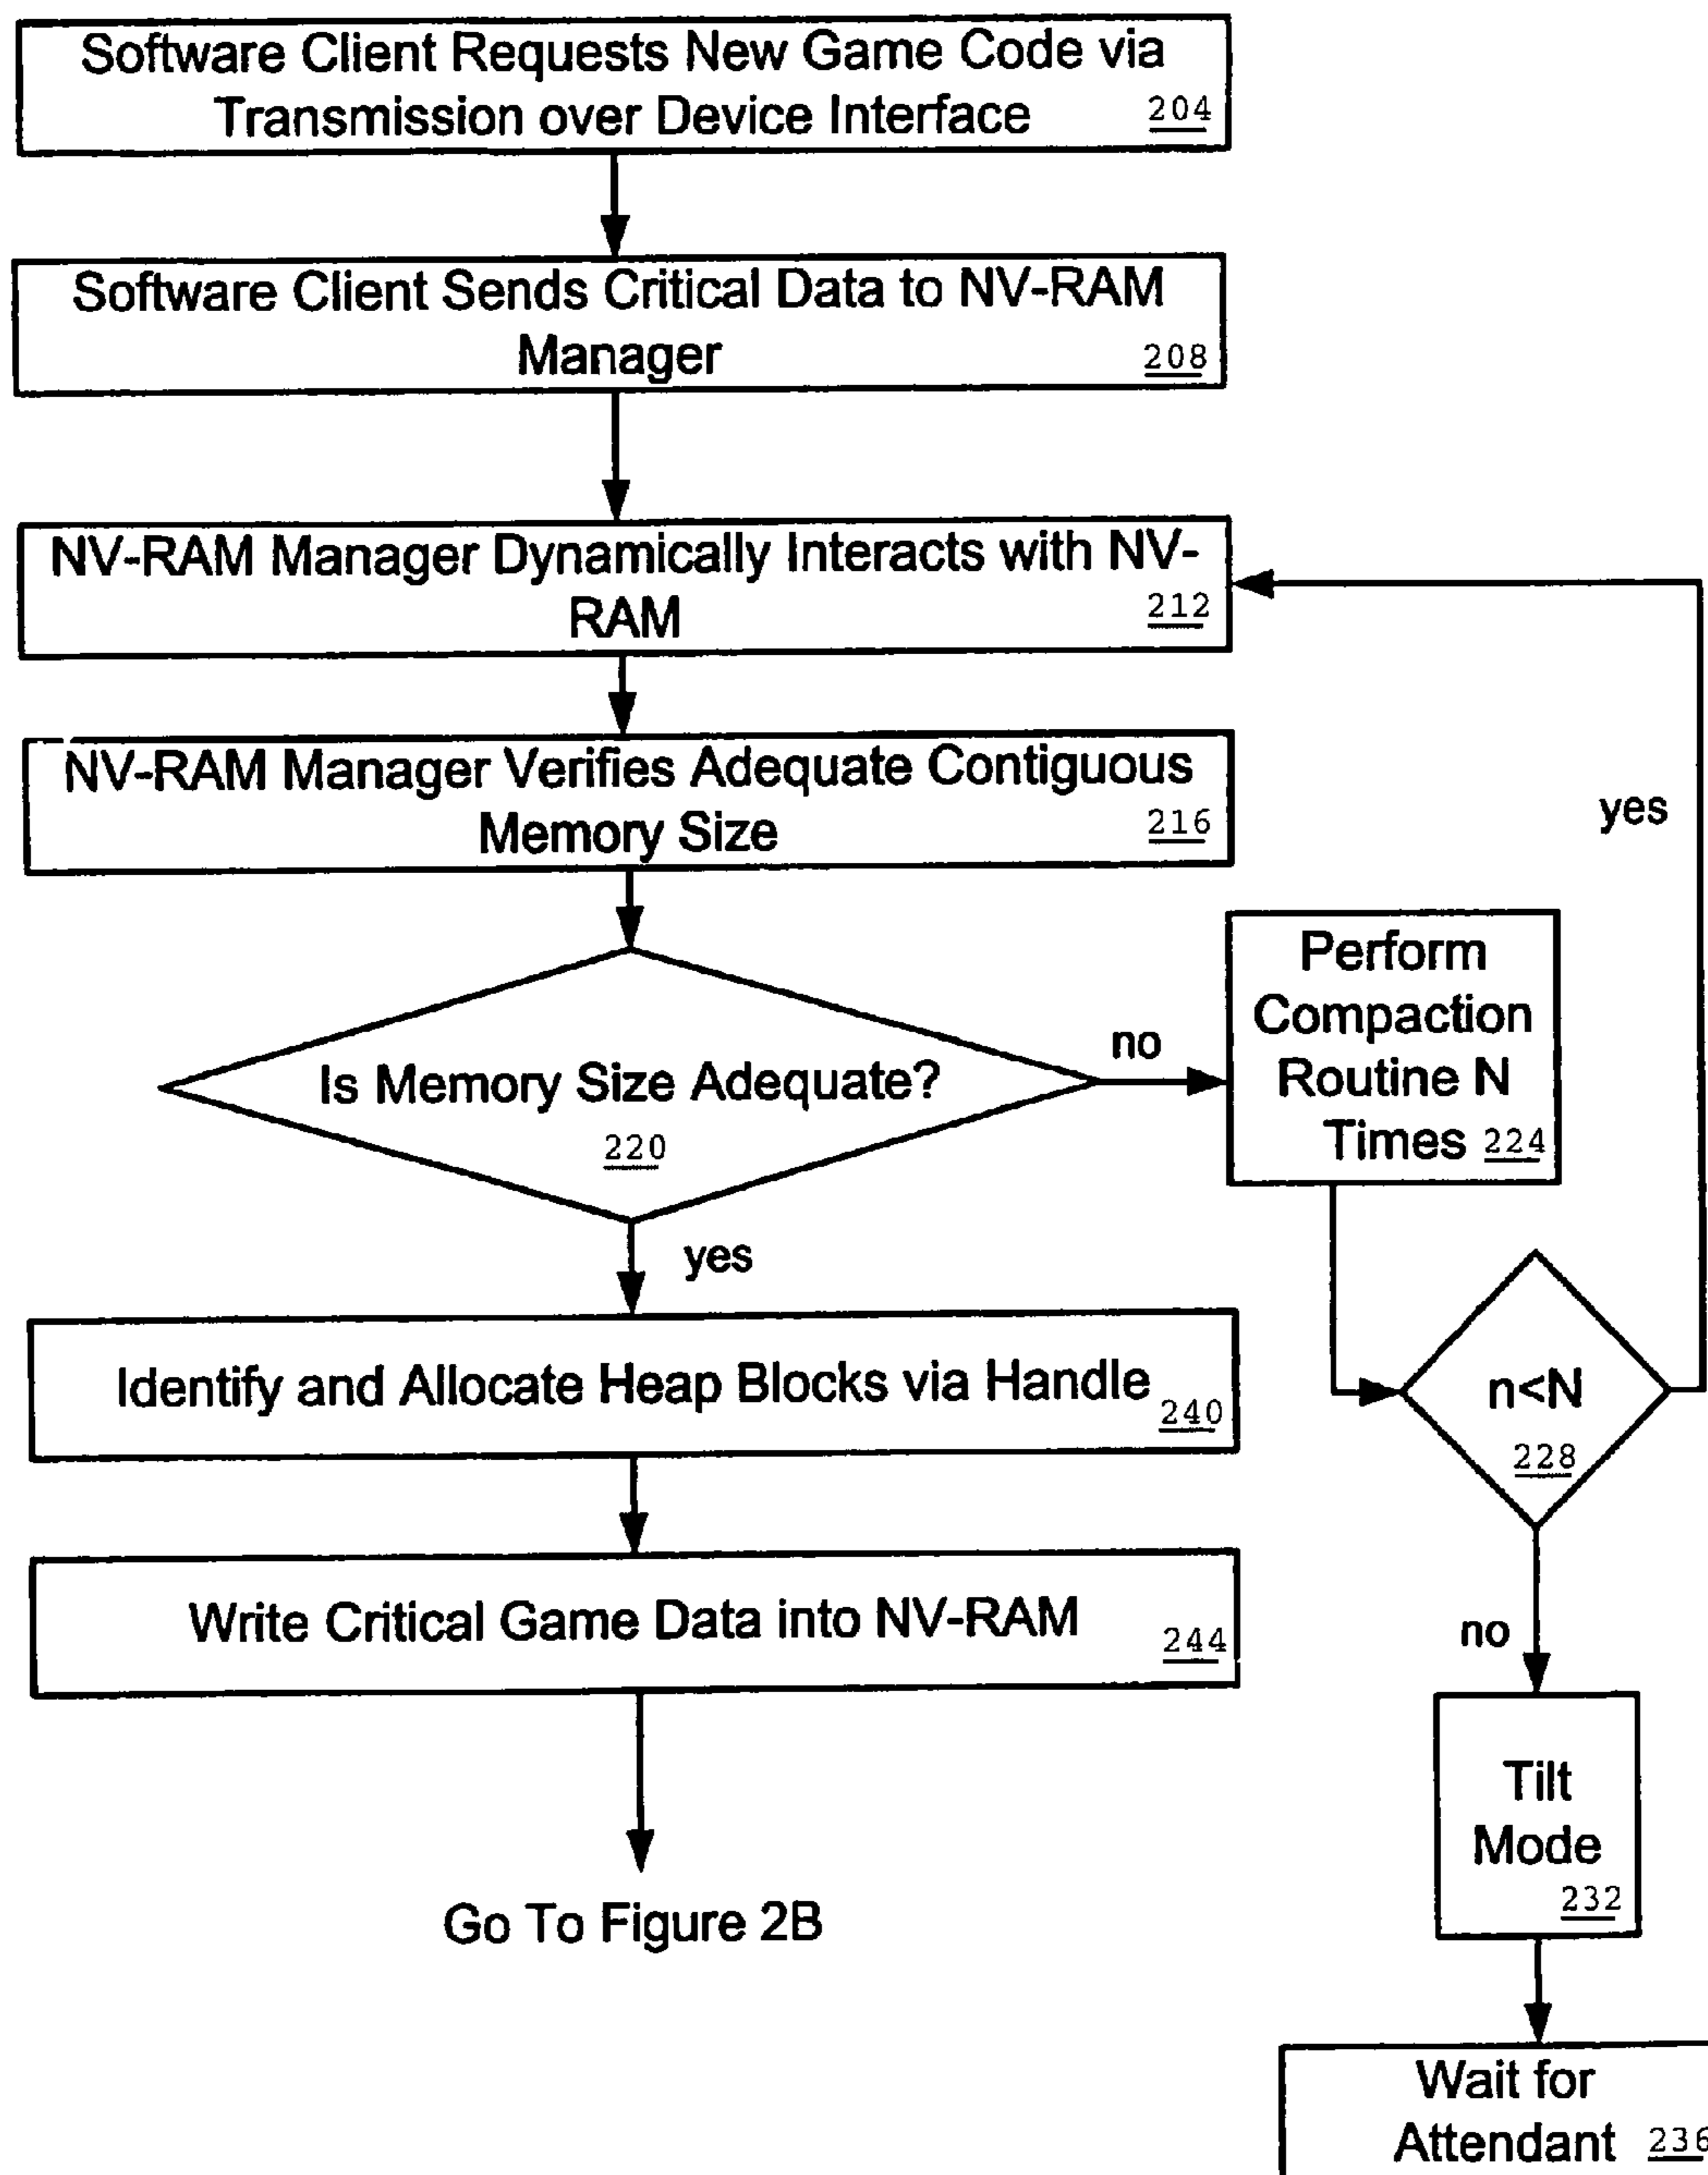 Software Client Requests New Game Code via
Transmission over Device Interface 204
Software Client Sends Critical Data to NV-RAM
Manager 208
NV-RAM Manager Dynamically Interacts with NV-
RAM 212
NV-RAM Manager Verifies Adequate Contiguous
Memory Size 216
yes
Is Memory Size Adequate?
220
no
Perform
Compaction
Routine N
Times 224
yes
Identify and Allocate Heap Blocks via Handle 240
n<N
228
Write Critical Game Data into NV-RAM 244
no
Tilt
Mode
232
Go To Figure 2B
Wait for
Attendant 236